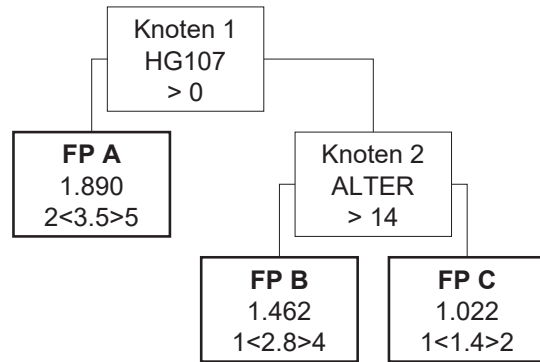 Knoten 1
HG107
> 0
FP A
1.890
2<3.5>5
Knoten 2
ALTER
> 14
FP B
1.462
1<2.8>4
FP C
1.022
1<1.4>2